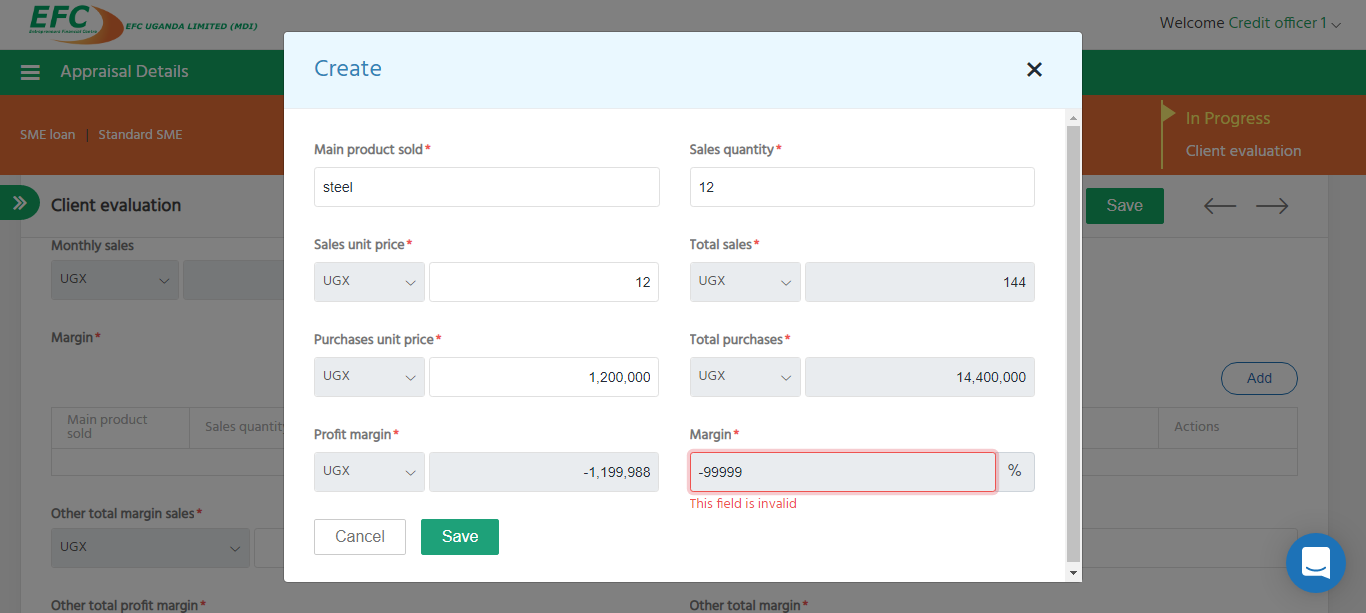 EFC
Entrepreneurs Financial Centre
EFC UGANDA LIMITED (MDI)
Welcome Credit officer 1
Appraisal Details
SME loan | Standard SME
In Progress
Client evaluation
Client evaluation
Save
Monthly sales
UGX
Margin*
Add
Main product sold
Sales quantit
Actions
Other total margin sales*
UGX
Other total profit margin*
Other total margin*
Create
Main product sold*
Sales quantity*
steel
12
Sales unit price*
Total sales*
UGX
12
UGX
144
Purchases unit price*
Total purchases*
UGX
1,200,000
UGX
14,400,000
Profit margin*
Margin*
UGX
-1,199,988
-99999
%
This field is invalid
Cancel
Save